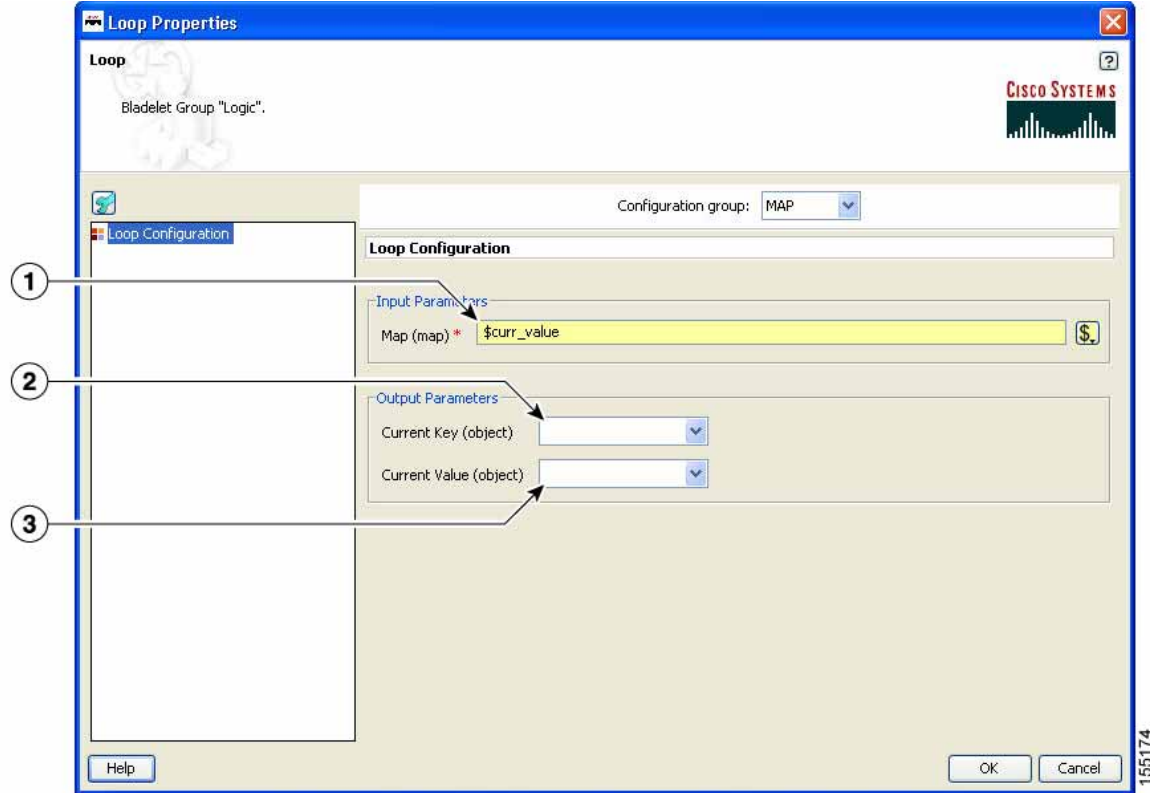 Loop Properties
Loop
?
Bladelet Group "Logic".
CISCO SYSTEMS
Configuration group: MAP
Loop Configuration
Loop Configuration
1
Input Parameters
Map (map) * $curr_value
$
2
Output Parameters
Current Key (object)
Current Value (object)
3
Help
OK
Cancel
155174